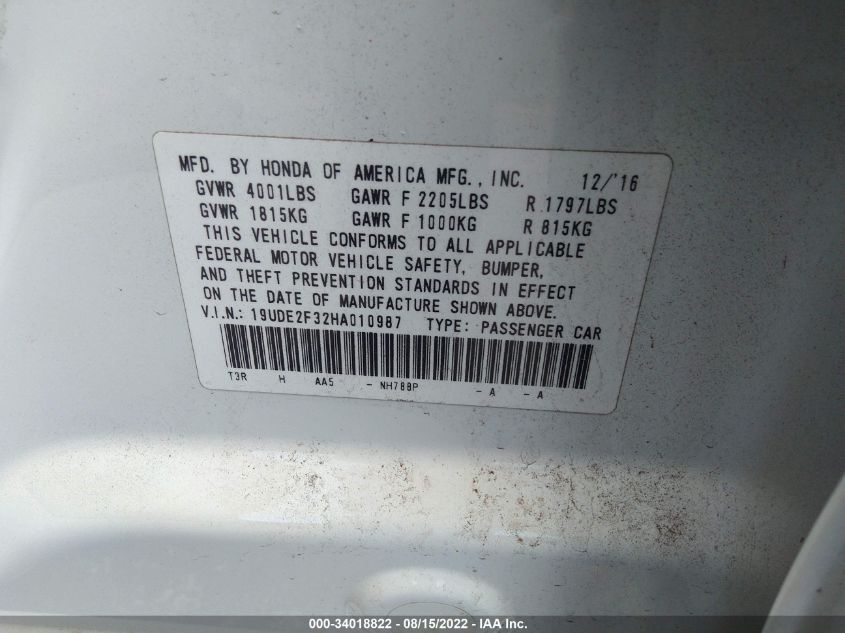 MFD. BY HONDA OF AMERICA MFG., INC. 12/'16
GVWR 4001LBS GAWR F 2205LBS R 1797LBS
GVWR 1815KG GAWR F 1000KG R 815KG
THIS VEHICLE CONFORMS TO ALL APPLICABLE
FEDERAL MOTOR VEHICLE SAFETY, BUMPER,
AND THEFT PREVENTION STANDARDS IN EFFECT
ON THE DATE OF MANUFACTURE SHOWN ABOVE.
V.I.N.: 19UDE2F32HA010987 TYPE: PASSENGER CAR
T3R H AA5 - NH788P - A - A
000-34018822 - 08/15/2022 - IAA Inc.